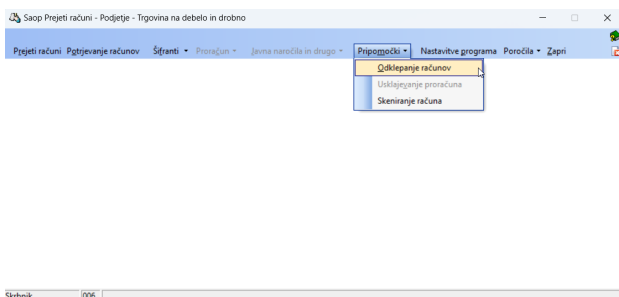 Saop Prejeti računi - Podjetje - Trgovina na debelo in drobno
Prejeti računi Potrjevanje računov Šifranti Proračun Javna naročila in drugo Pripomočki Nastavitve programa Poročila Zapri
Odklepanje računov
Usklajevanje proračuna
Skeniranje računa
Skrbnik 006